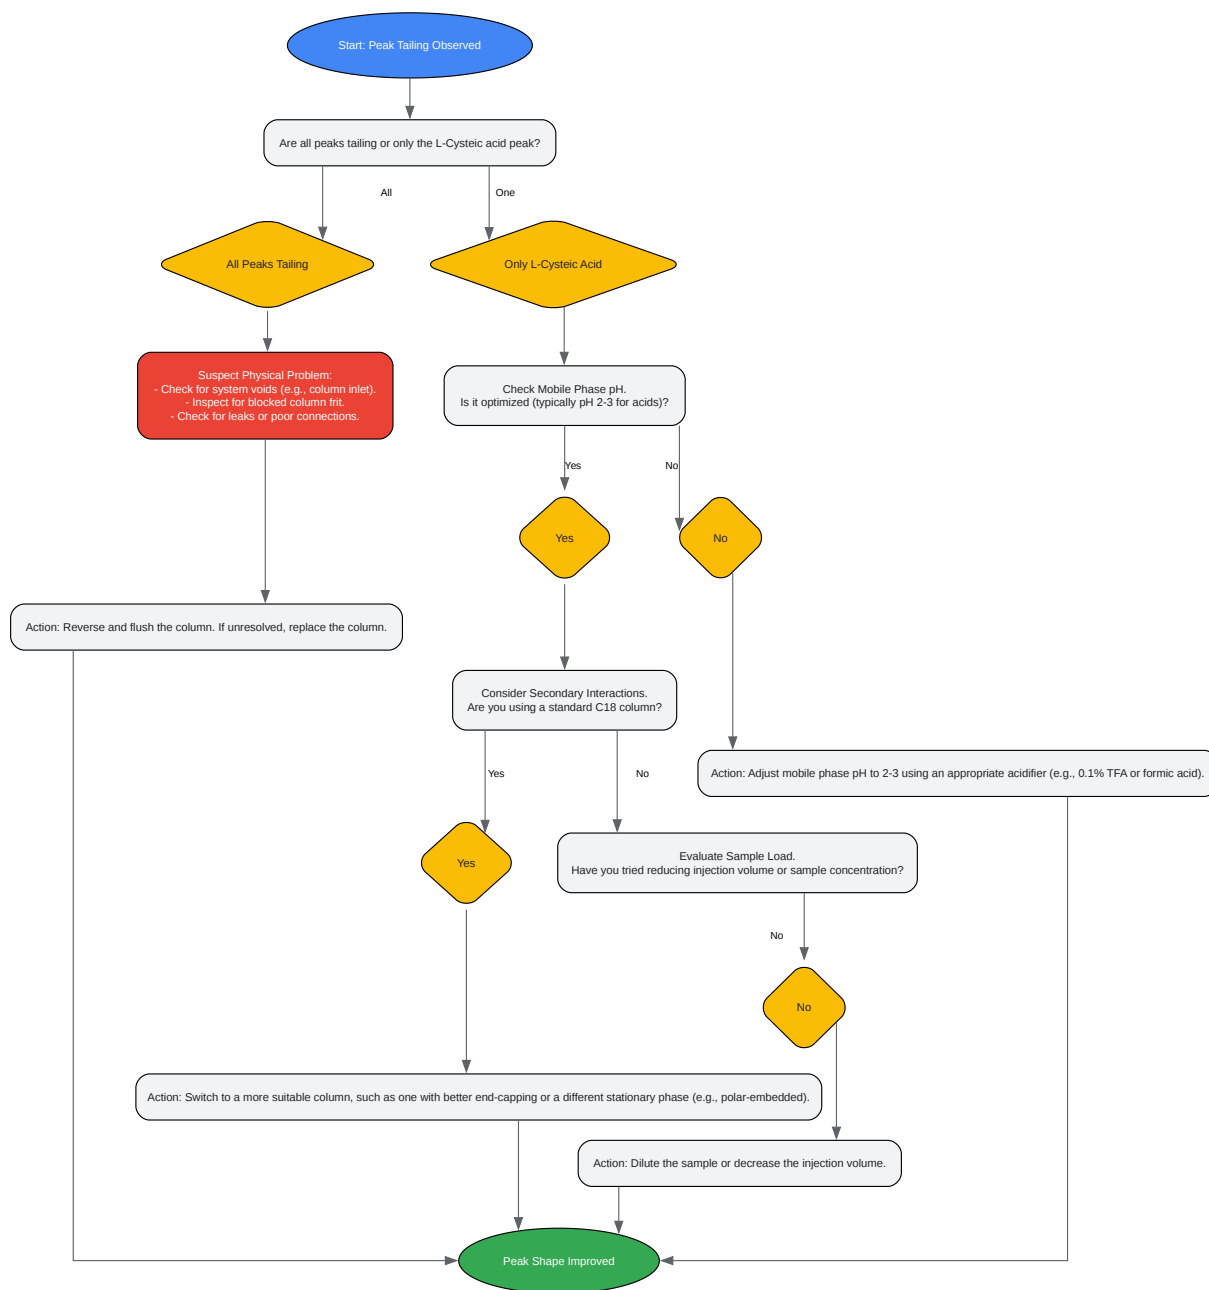 Start: Peak Tailing Observed
Are all peaks tailing or only the L-Cysteic acid peak?
All
One
All Peaks Tailing
Only L-Cysteic Acid
Suspect Physical Problem:
- Check for system voids (e.g., column inlet).
- Inspect for blocked column frit.
- Check for leaks or poor connections.
Check Mobile Phase pH.
Is it optimized (typically pH 2-3 for acids)?
Yes
No
Yes
No
Action: Reverse and flush the column. If unresolved, replace the column.
Consider Secondary Interactions.
Are you using a standard C18 column?
Yes
No
Action: Adjust mobile phase pH to 2-3 using an appropriate acidifier (e.g., 0.1% TFA or formic acid).
Yes
Evaluate Sample Load.
Have you tried reducing injection volume or sample concentration?
No
No
Action: Switch to a more suitable column, such as one with better end-capping or a different stationary phase (e.g., polar-embedded).
Action: Dilute the sample or decrease the injection volume.
Peak Shape Improved